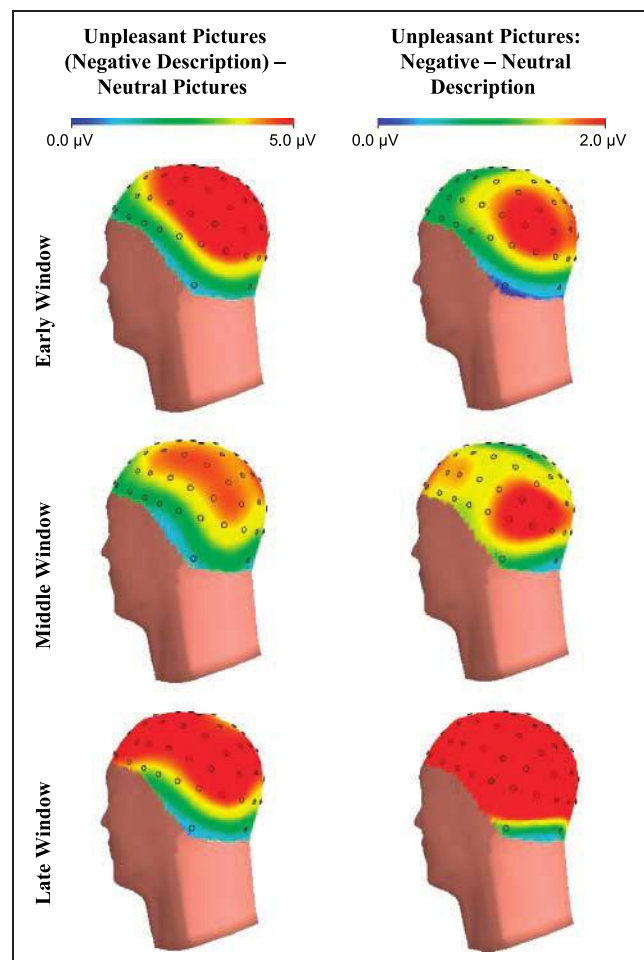 Unpleasant Pictures
(Negative Description) –
Neutral Pictures
Unpleasant Pictures:
Negative – Neutral
Description
0.0 µV
5.0 µV
0.0 µV
2.0 µV
Early Window
Middle Window
Late Window